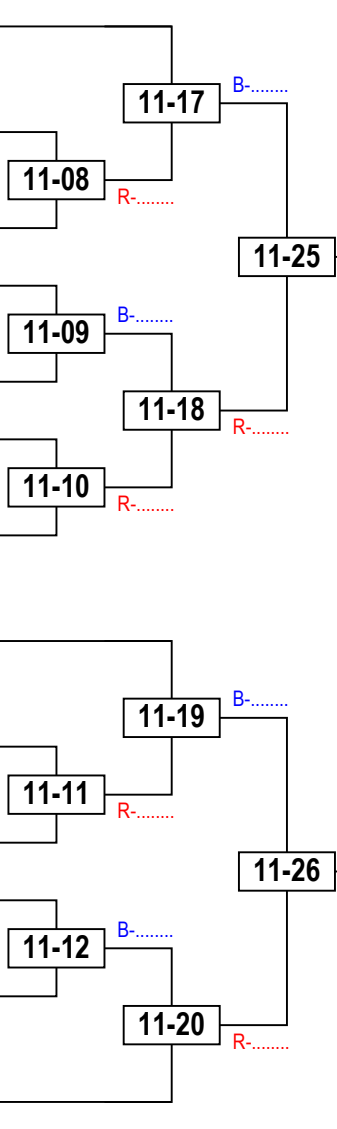 B-........
11-17
11-08
R-........
11-25
B-........
11-09
11-18
R-........
11-10
R-........
B-........
11-19
11-11
R-........
11-26
B-........
11-12
11-20
R-........